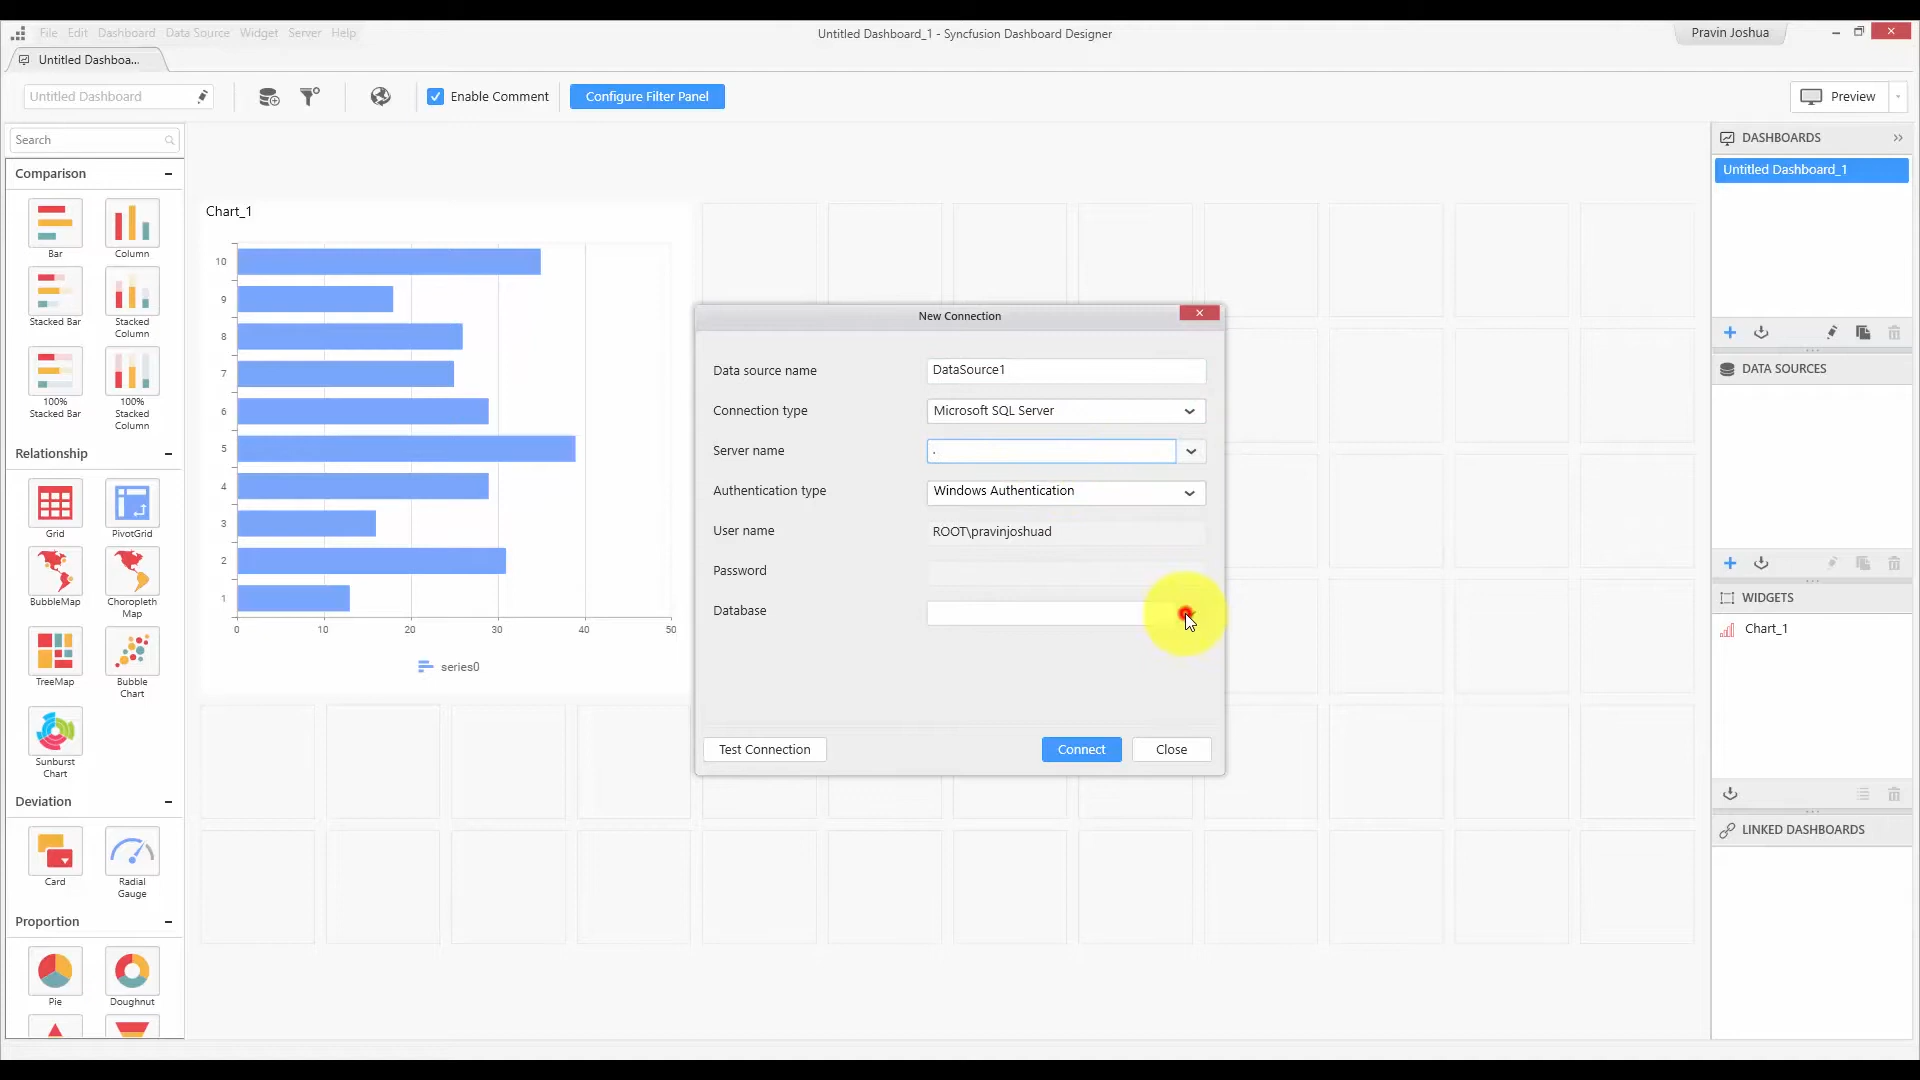 File Edit Dashboard Data Source Widget Server Help
Untitled Dashboard_1 - Syncfusion Dashboard Designer
Pravin Joshua
Untitled Dashboa...
Untitled Dashboard
Enable Comment
Configure Filter Panel
Preview
Search
Comparison
Bar
Column
Stacked Bar
Stacked
Column
100%
Stacked Bar
100%
Stacked
Column
Relationship
Grid
PivotGrid
BubbleMap
Choropleth
Map
TreeMap
Bubble
Chart
Sunburst
Chart
Deviation
Card
Radial
Gauge
Proportion
Pie
Doughnut
Chart_1
10
9
8
7
6
5
4
3
2
1
0 10 20 30 40 50
series0
New Connection
Data source name
DataSource1
Connection type
Microsoft SQL Server
Server name
.
Authentication type
Windows Authentication
User name
ROOT\pravinjoshuad
Password
Database
Test Connection
Connect
Close
DASHBOARDS
Untitled Dashboard_1
DATA SOURCES
WIDGETS
Chart_1
LINKED DASHBOARDS